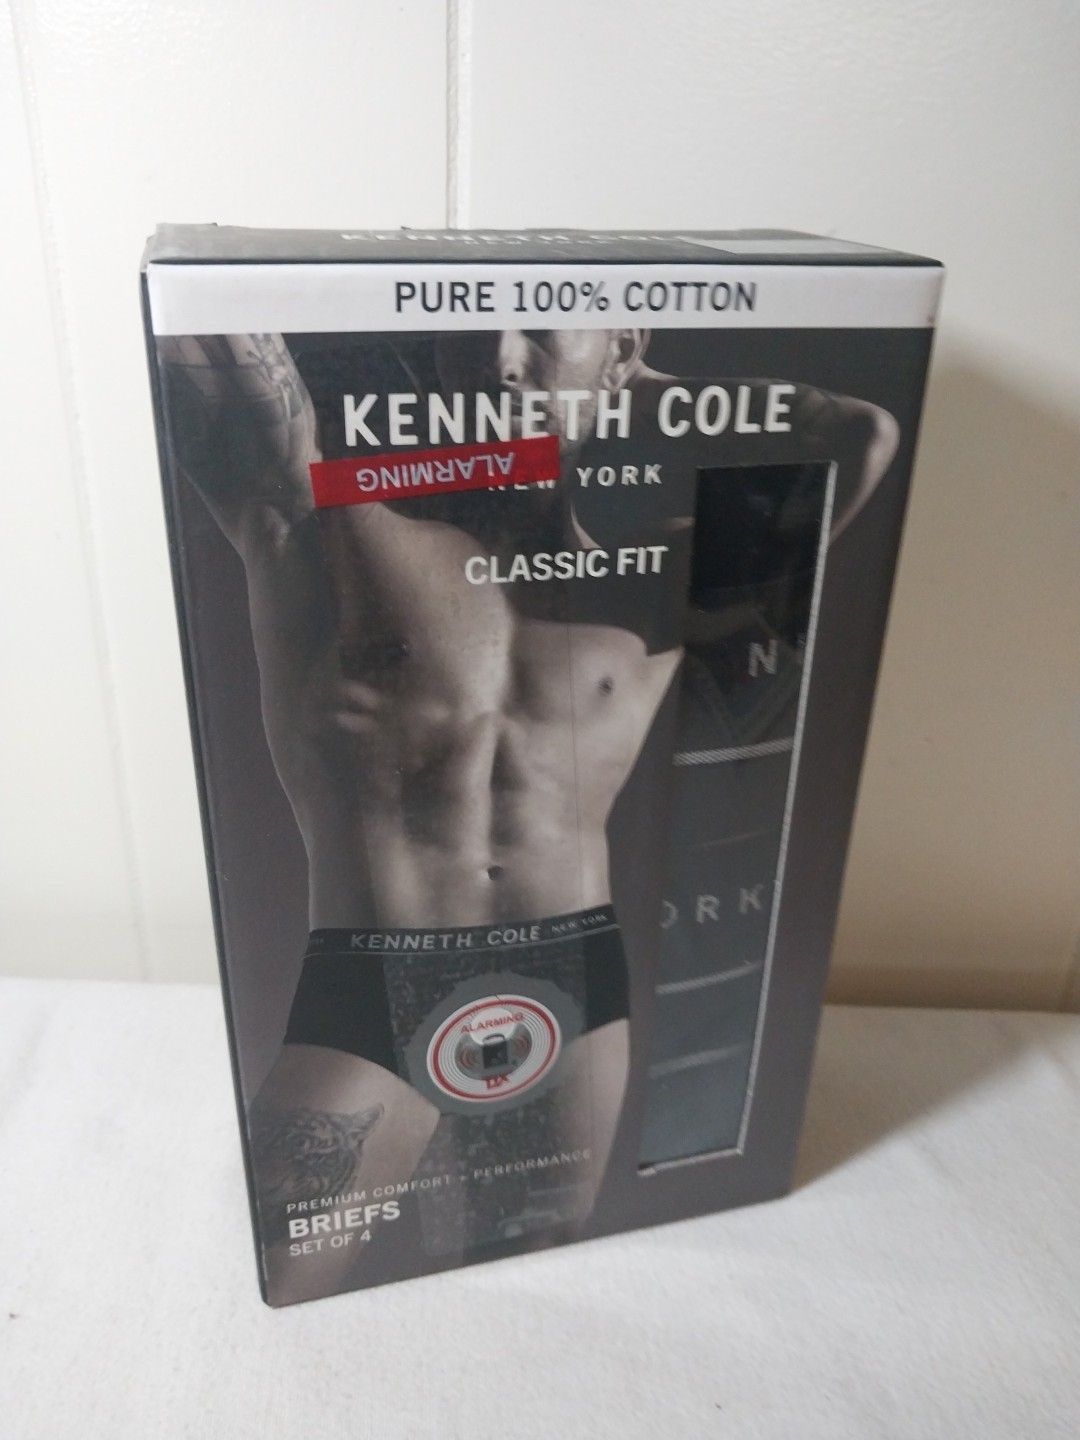 KENNETH COLE
PURE 100% COTTON
KENNETH COLE
ALARMING
NEW YORK
CLASSIC FIT
N
ORK
KENNETH COLE NEW YORK
ALARMING
UX
PREMIUM COMFORT + PERFORMANCE
BRIEFS
SET OF 4